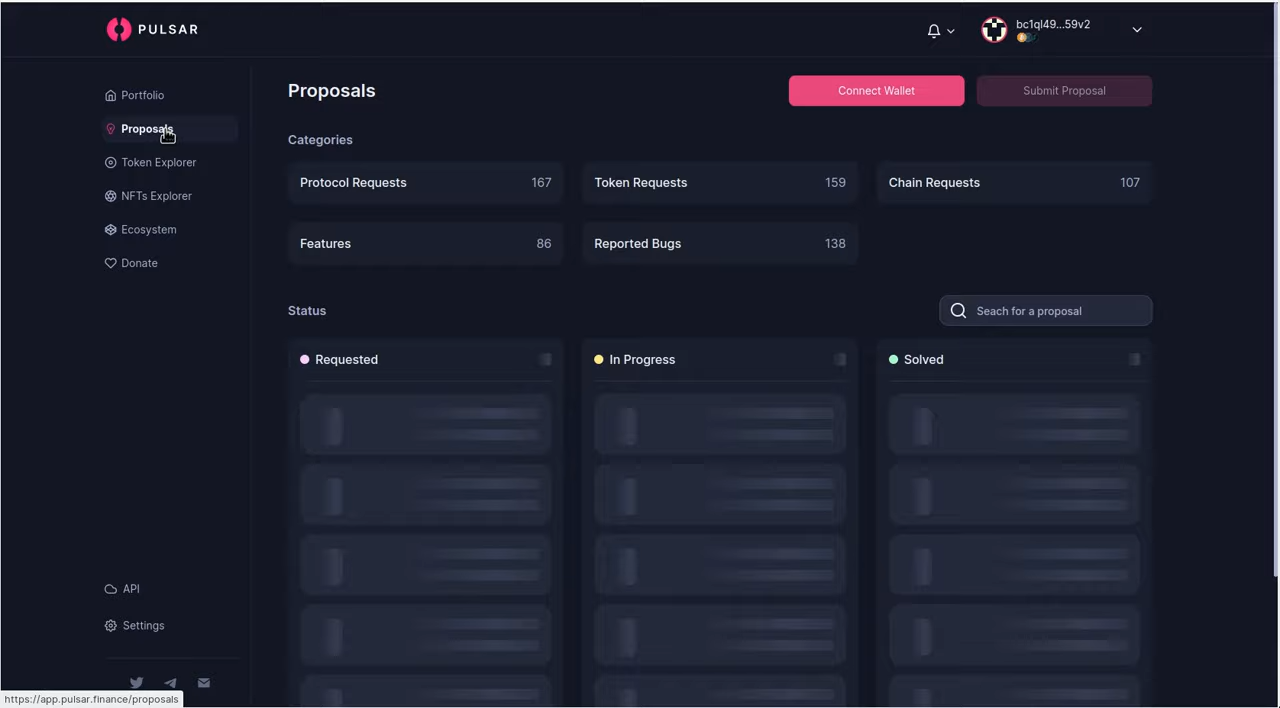 PULSAR
bc1ql49...59v2
Portfolio
Proposals
Token Explorer
NFTs Explorer
Ecosystem
Donate
API
Settings
Proposals
Connect Wallet
Submit Proposal
Categories
Protocol Requests 167
Token Requests 159
Chain Requests 107
Features 86
Reported Bugs 138
Status
Seach for a proposal
Requested
In Progress
Solved
https://app.pulsar.finance/proposals